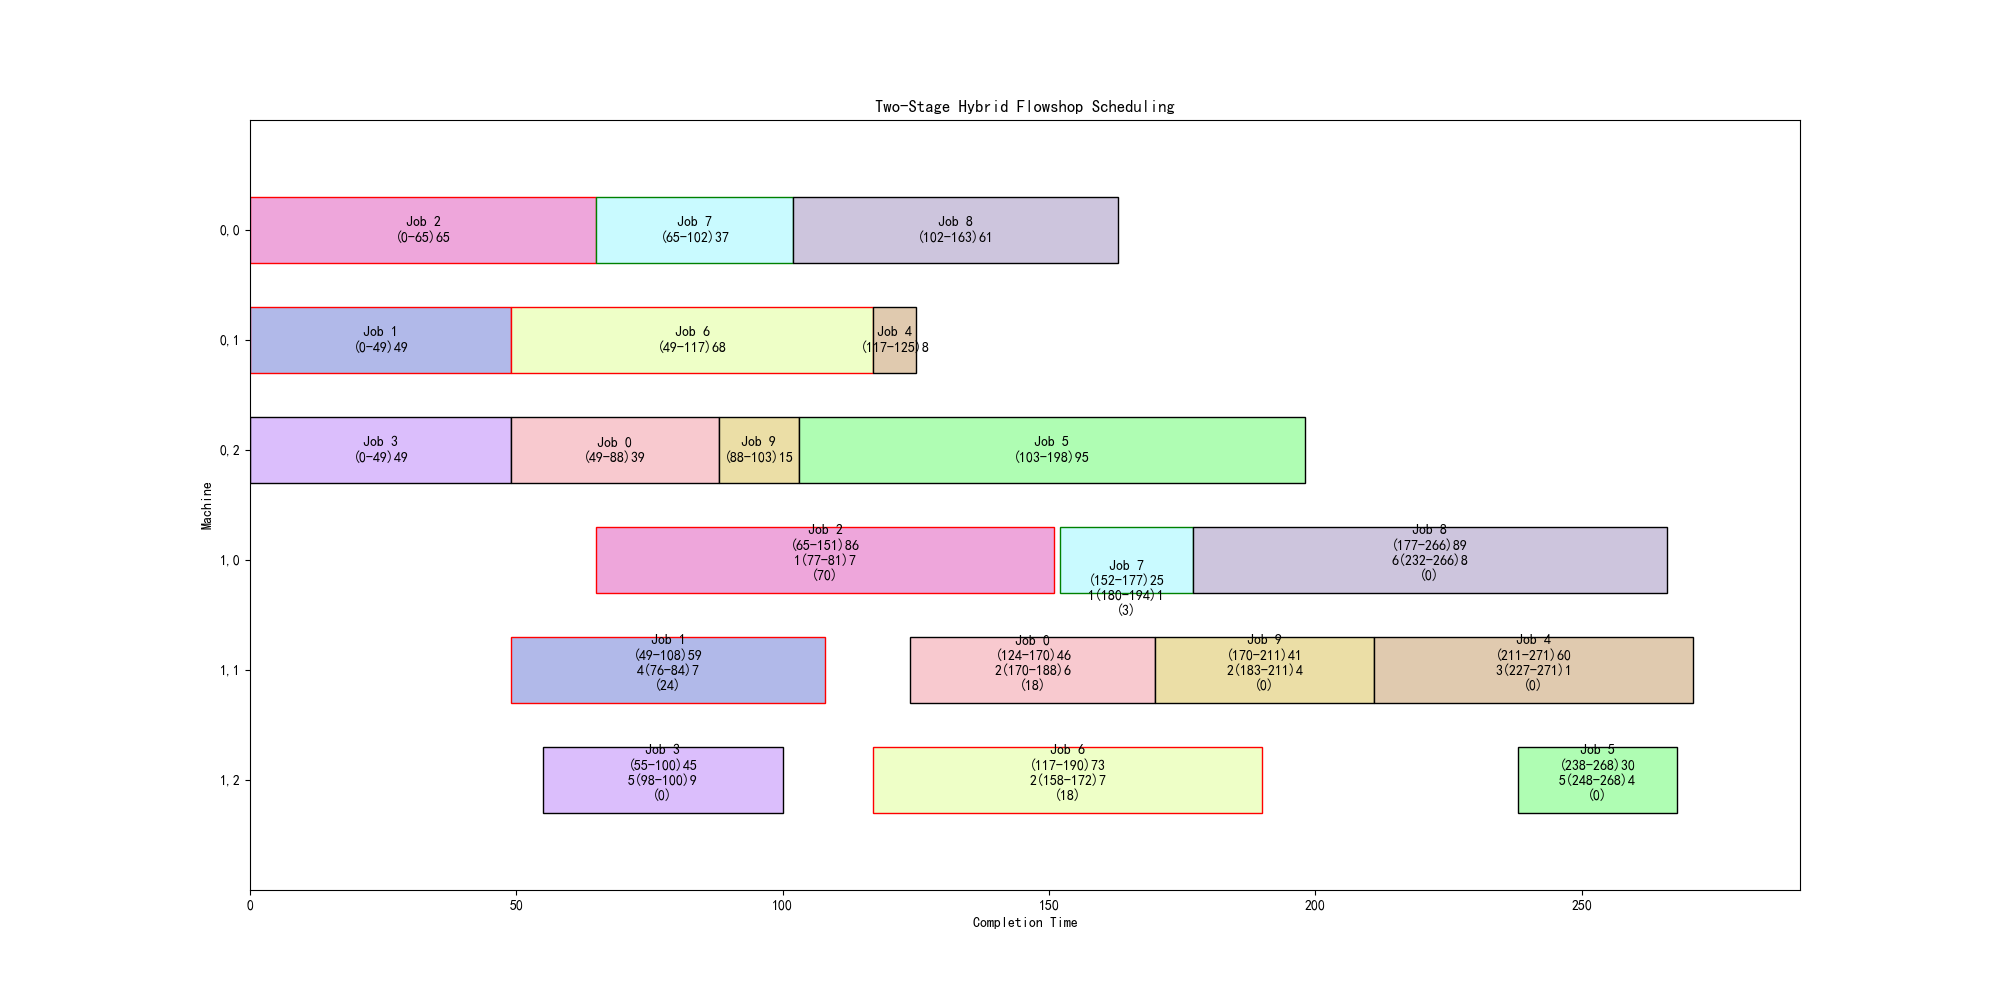 Two-Stage Hybrid Flowshop Scheduling
Machine
0,0
Job 2
(0-65)65
Job 7
(65-102)37
Job 8
(102-163)61
0,1
Job 1
(0-49)49
Job 6
(49-117)68
Job 4
(117-125)8
0,2
Job 3
(0-49)49
Job 0
(49-88)39
Job 9
(88-103)15
Job 5
(103-198)95
1,0
Job 2
(65-151)86
1(77-81)7
(70)
Job 7
(152-177)25
1(180-194)1
(3)
Job 8
(177-266)89
6(232-266)8
(0)
1,1
Job 1
(49-108)59
4(76-84)7
(24)
Job 0
(124-170)46
2(170-188)6
(18)
Job 9
(170-211)41
2(183-211)4
(0)
Job 4
(211-271)60
3(227-271)1
(0)
1,2
Job 3
(55-100)45
5(98-100)9
(0)
Job 6
(117-190)73
2(158-172)7
(18)
Job 5
(238-268)30
5(248-268)4
(0)
0 50 100 150 200 250
Completion Time